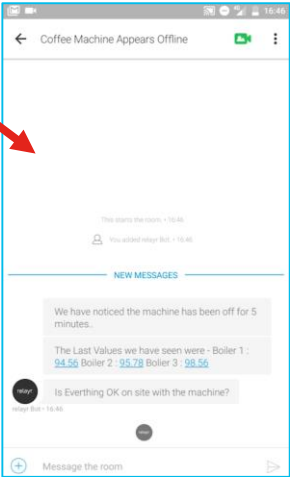 16:46
Coffee Machine Appears Offline
This starts the room. • 16:46
You added relayr Bot. • 16:46
NEW MESSAGES
We have noticed the machine has been off for 5
minutes..
The Last Values we have seen were - Boiler 1 :
94.56 Boiler 2 : 95.78 Bolier 3 : 98.56
relayr
Is Everthing OK on site with the machine?
relayr Bot • 16:46
relayr
Message the room